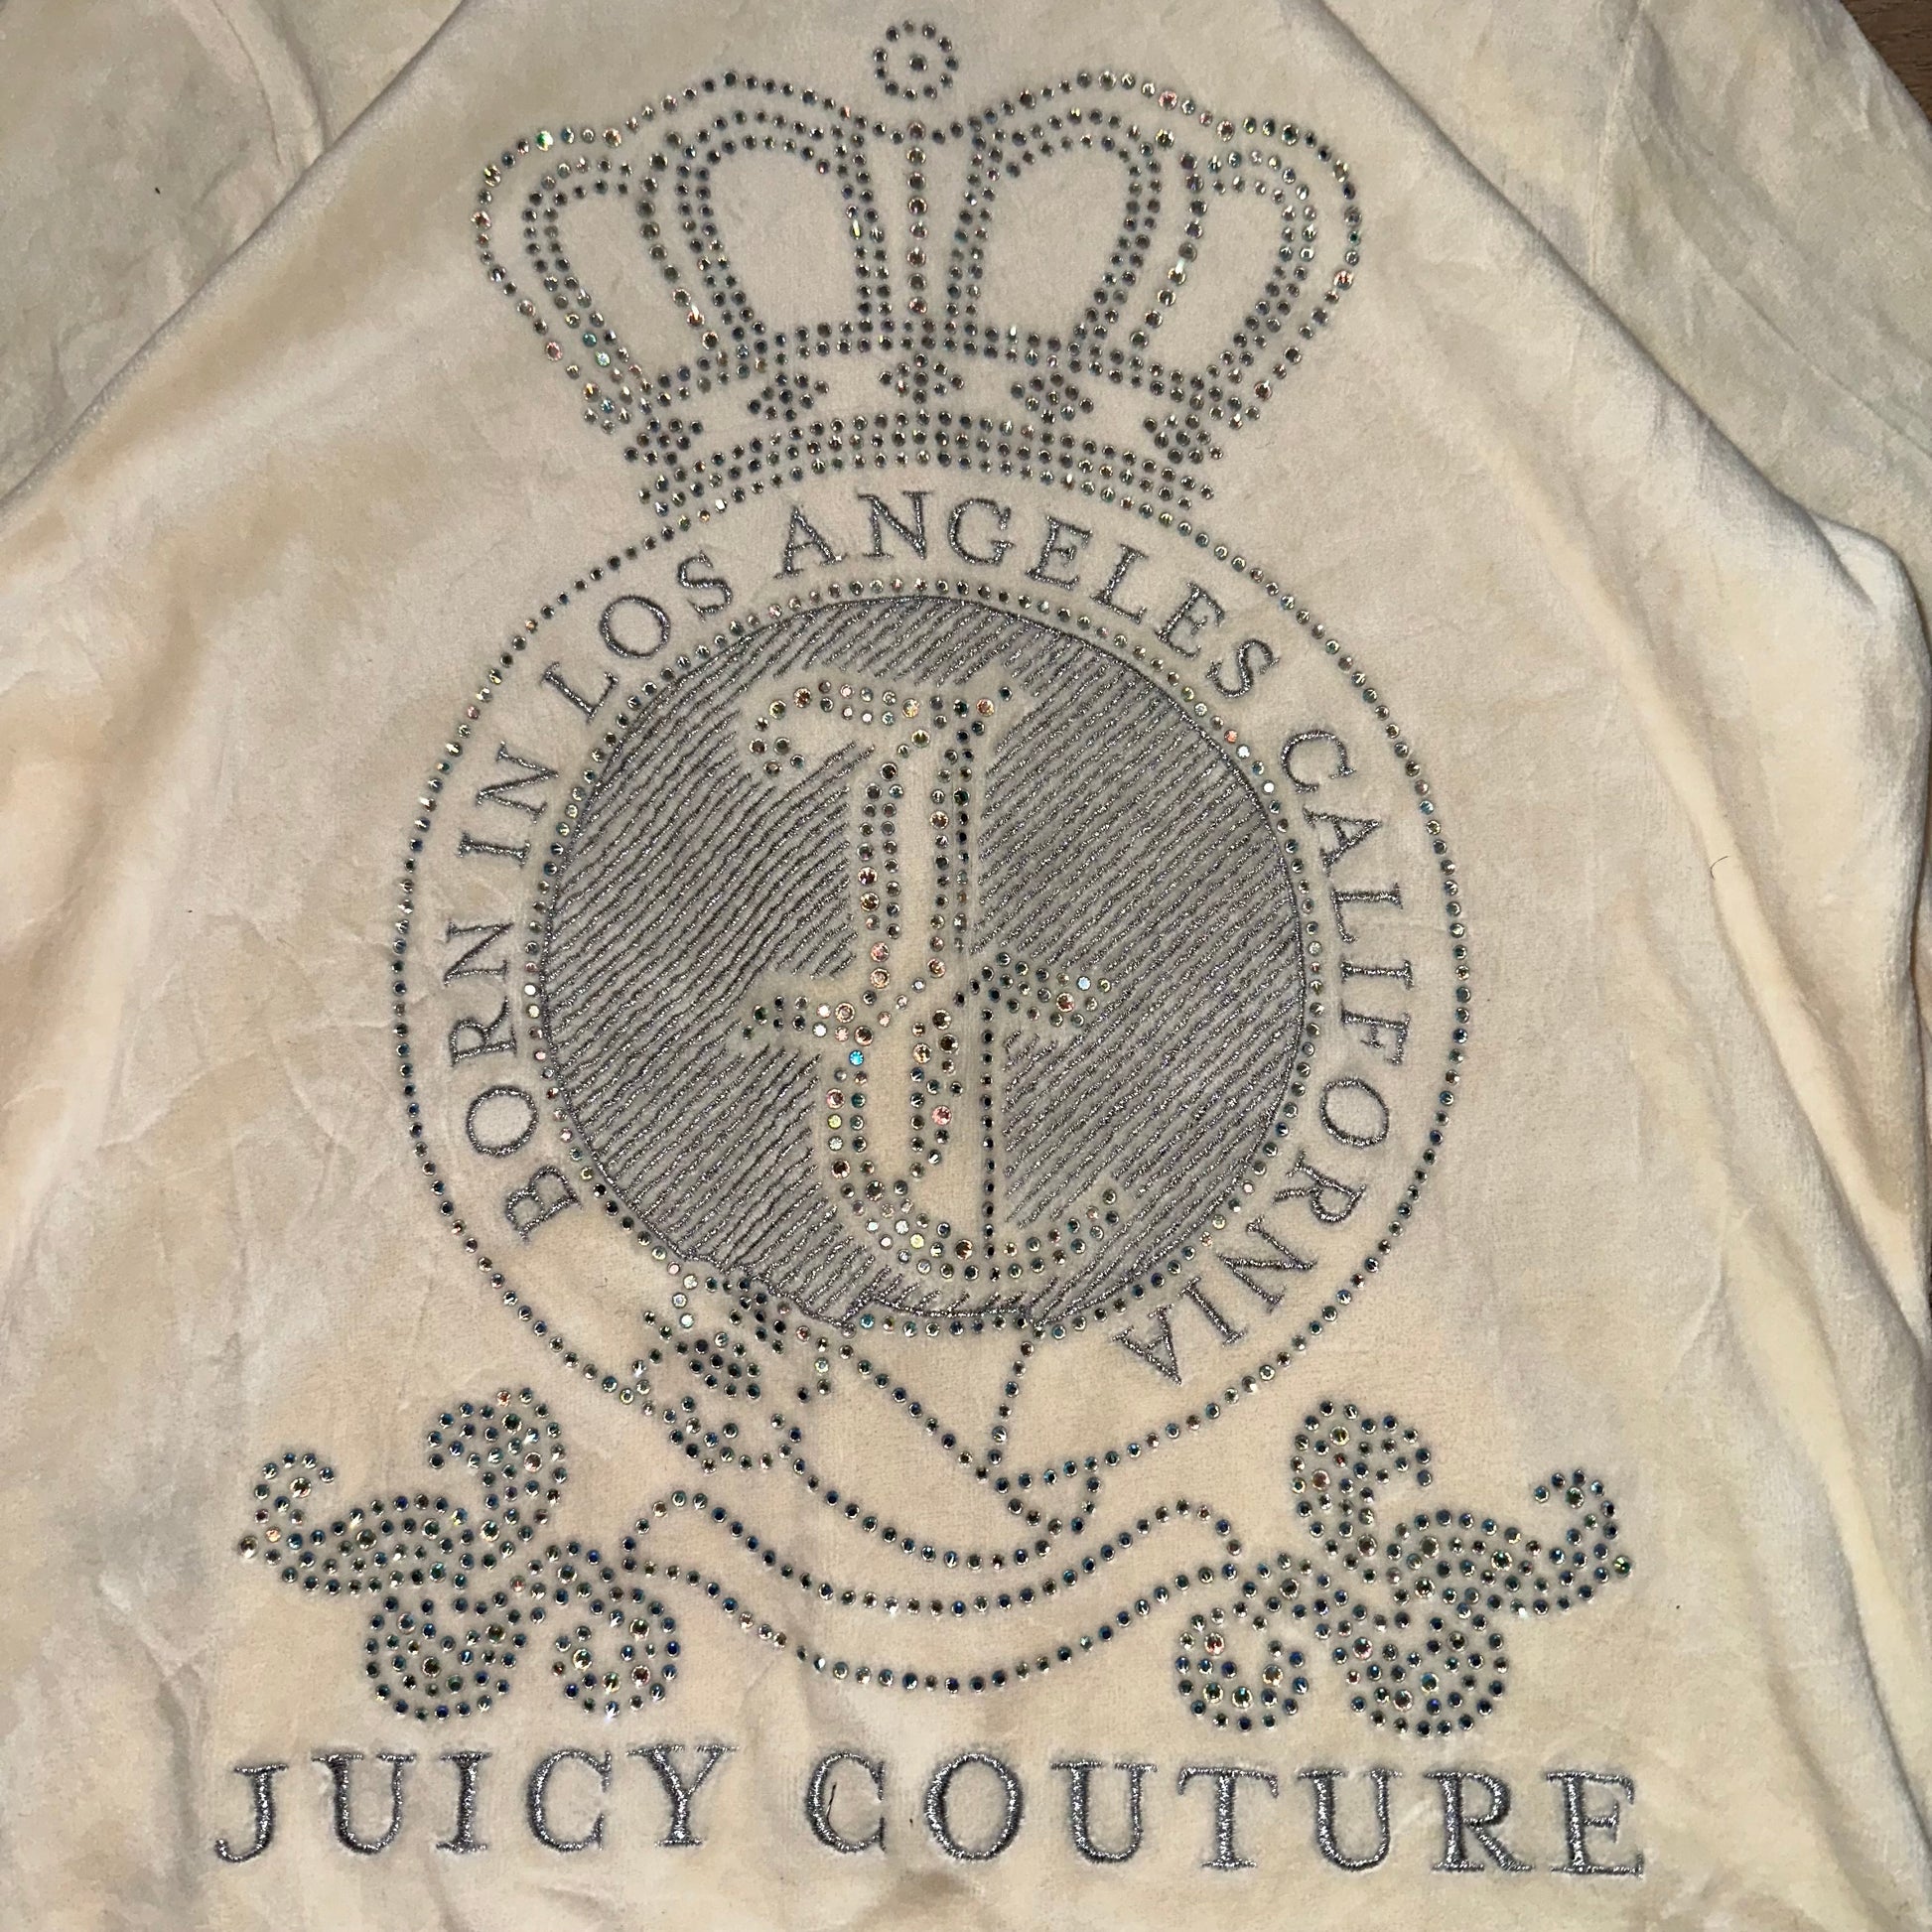 BORN IN LOS ANGELES CALIFORNIA
J
JUICY COUTURE